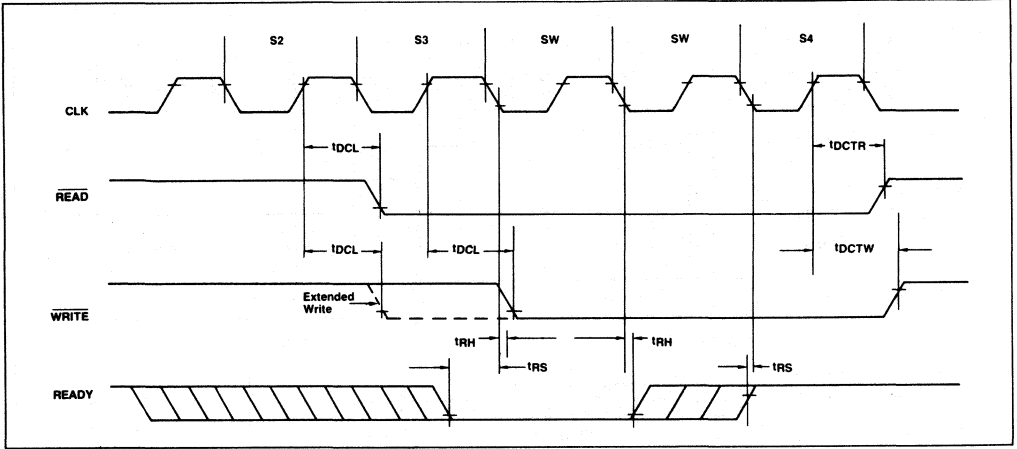 S2 S3 SW SW S4
CLK
tDCL tDCTR
READ
tDCL tDCL tDCTW
Extended
Write
WRITE
tRH tRH
tRS tRS
READY